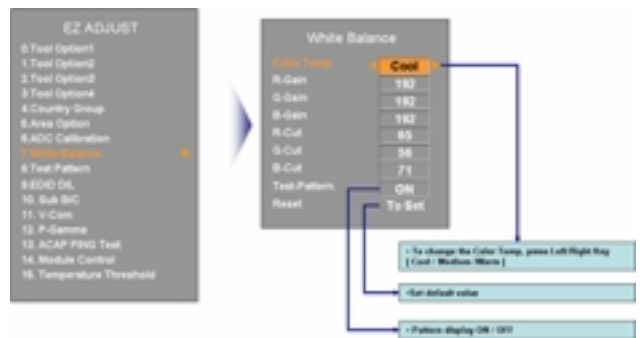 EZ ADJUST
0.Tool Option1
1.Tool Option2
2.Tool Option3
3.Tool Option4
4.Country Group
5.Area Option
6.ADC Calibration
7.White Balance
8.Test Pattern
9.EDID D/L
10. Sub B/C
11. V-Com
12. P-Gamma
13. ACAP PING Test
14. Module Control
15. Temperature Threshold
White Balance
Color Temp. Cool
R-Gain 192
G-Gain 192
B-Gain 192
R-Cut 65
G-Cut 56
B-Cut 71
Test-Pattern. ON
Reset To Set
- To change the Color Temp, press Left/Right Key
[ Cool / Medium /Warm ]
-Set default value
- Pattern display ON / OFF